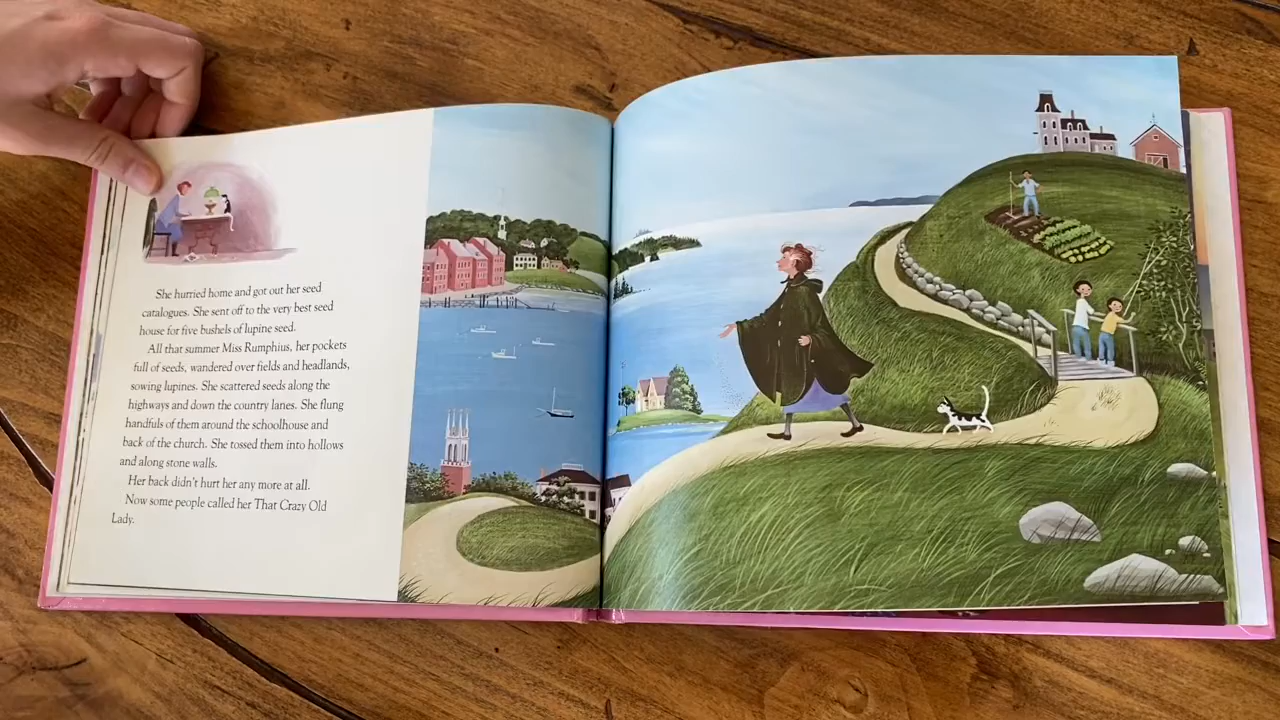 She hurried home and got out her seed
catalogues. She sent off to the very best seed
house for five bushels of lupine seed.
All that summer Miss Rumphius, her pockets
full of seeds, wandered over fields and headlands,
sowing lupines. She scattered seeds along the
highways and down the country lanes. She flung
handfuls of them around the schoolhouse and
back of the church. She tossed them into hollows
and along stone walls.
Her back didn't hurt her any more at all.
Now some people called her That Crazy Old
Lady.